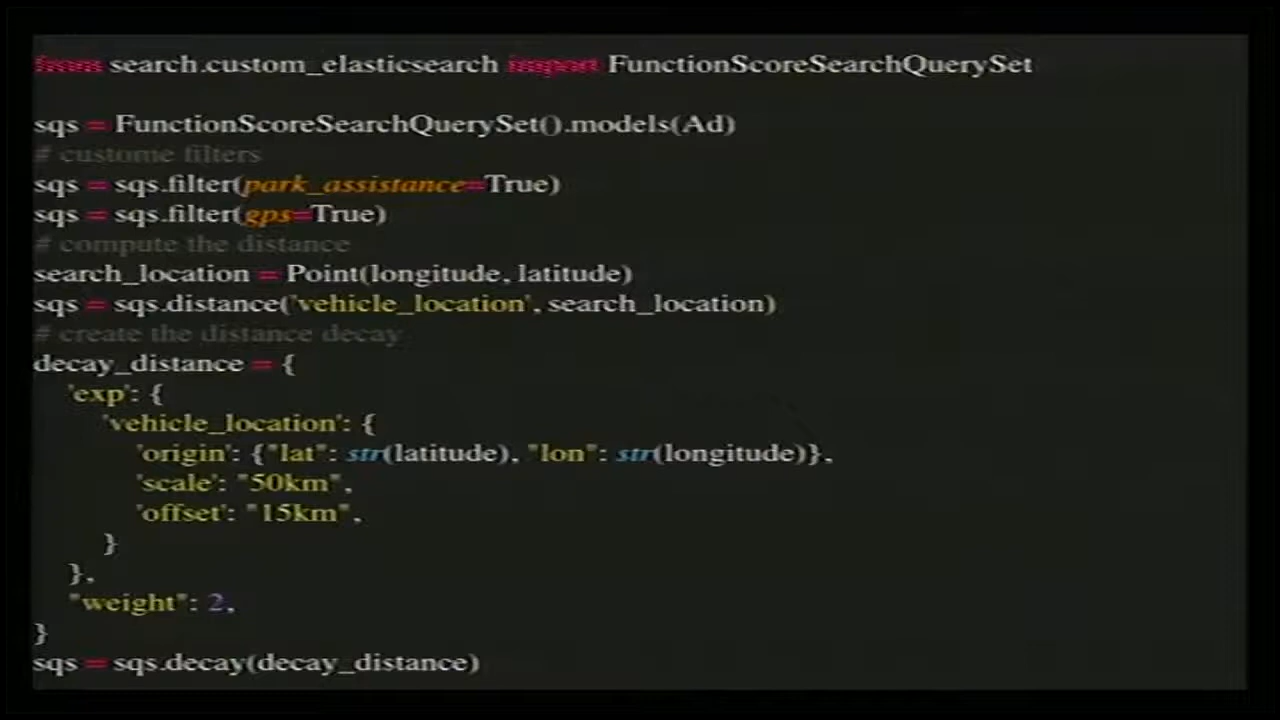 from search.custom_elasticsearch import FunctionScoreSearchQuerySet
sqs = FunctionScoreSearchQuerySet().models(Ad)
# custome filters
sqs = sqs.filter(park_assistance=True)
sqs = sqs.filter(gps=True)
# compute the distance
search_location = Point(longitude, latitude)
sqs = sqs.distance('vehicle_location', search_location)
# create the distance decay
decay_distance = {
'exp': {
'vehicle_location': {
'origin': {"lat": str(latitude), "lon": str(longitude)},
'scale': "50km",
'offset': "15km",
}
},
"weight": 2,
}
sqs = sqs.decay(decay_distance)